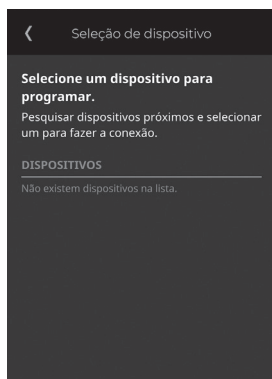 Seleção de dispositivo
Selecione um dispositivo para
programar.
Pesquisar dispositivos próximos e selecionar
um para fazer a conexão.
DISPOSITIVOS
Não existem dispositivos na lista.